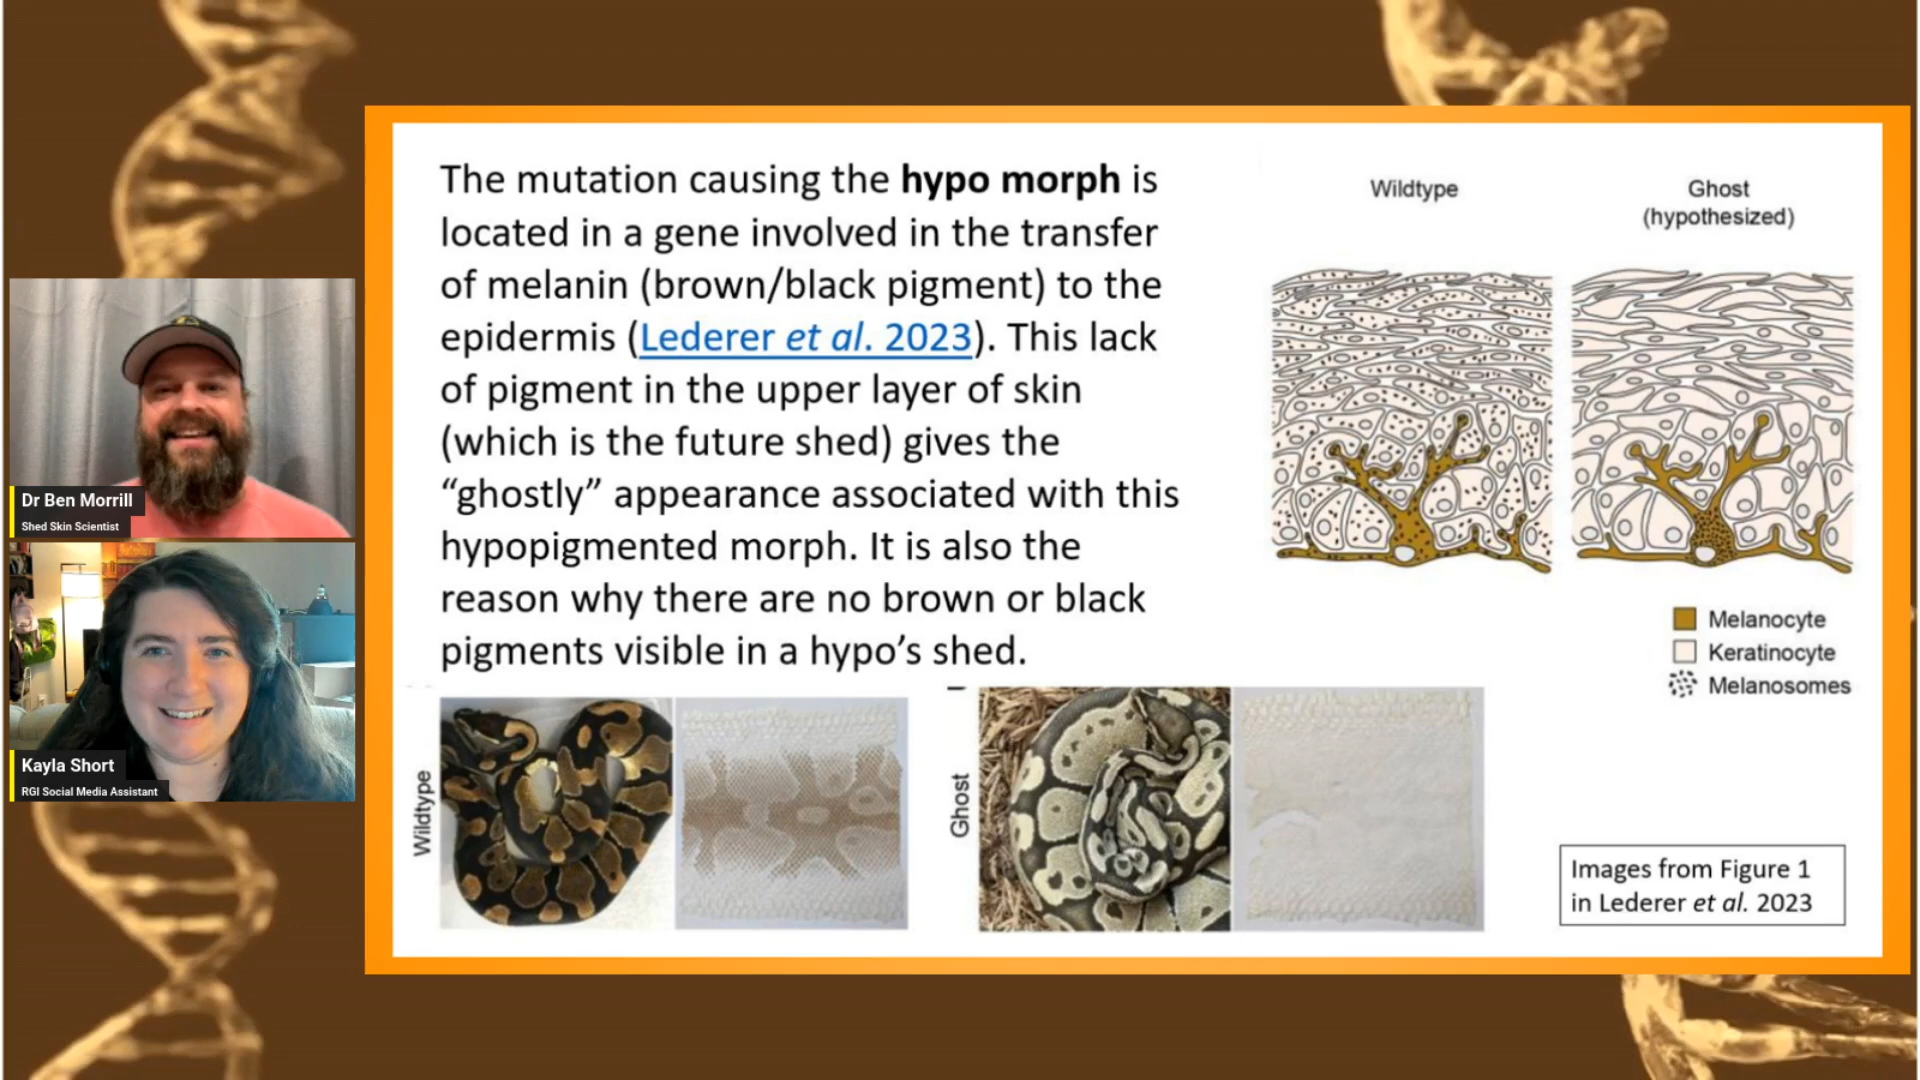 The mutation causing the hypo morph is
located in a gene involved in the transfer
of melanin (brown/black pigment) to the
epidermis (Lederer et al. 2023). This lack
of pigment in the upper layer of skin
(which is the future shed) gives the
“ghostly” appearance associated with this
hypopigmented morph. It is also the
reason why there are no brown or black
pigments visible in a hypo’s shed.
Wildtype
Ghost
(hypothesized)
Melanocyte
Keratinocyte
Melanosomes
Wildtype
Ghost
Images from Figure 1
in Lederer et al. 2023
Dr Ben Morrill
Shed Skin Scientist
Kayla Short
RGI Social Media Assistant